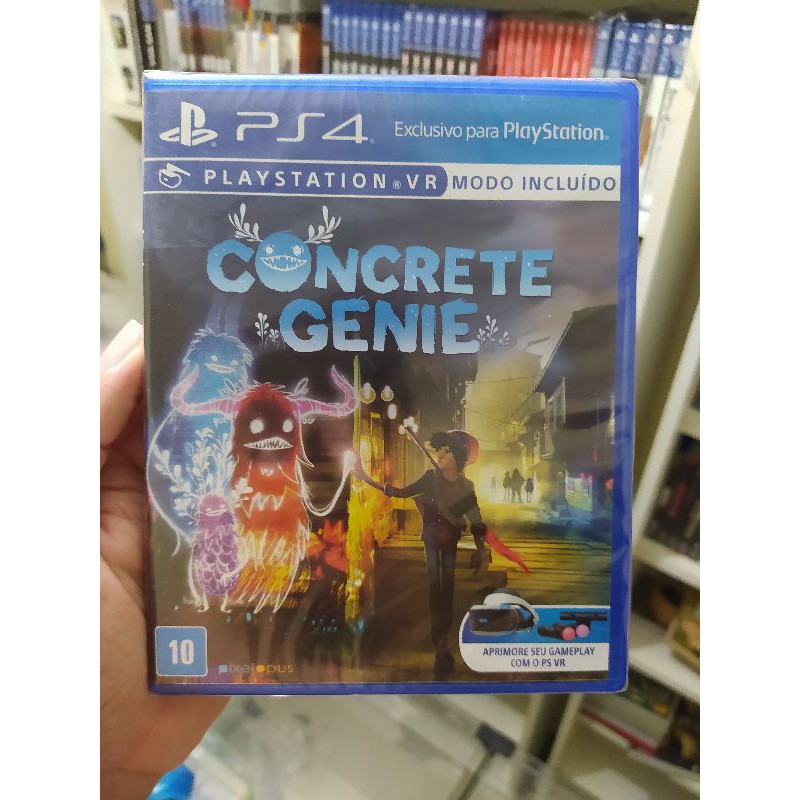 PS4 Exclusivo para PlayStation®
PLAYSTATION®VR MODO INCLUÍDO
CONCRETE
GENIE
10
pixelopus
APRIMORE SEU GAMEPLAY
COM O PS VR